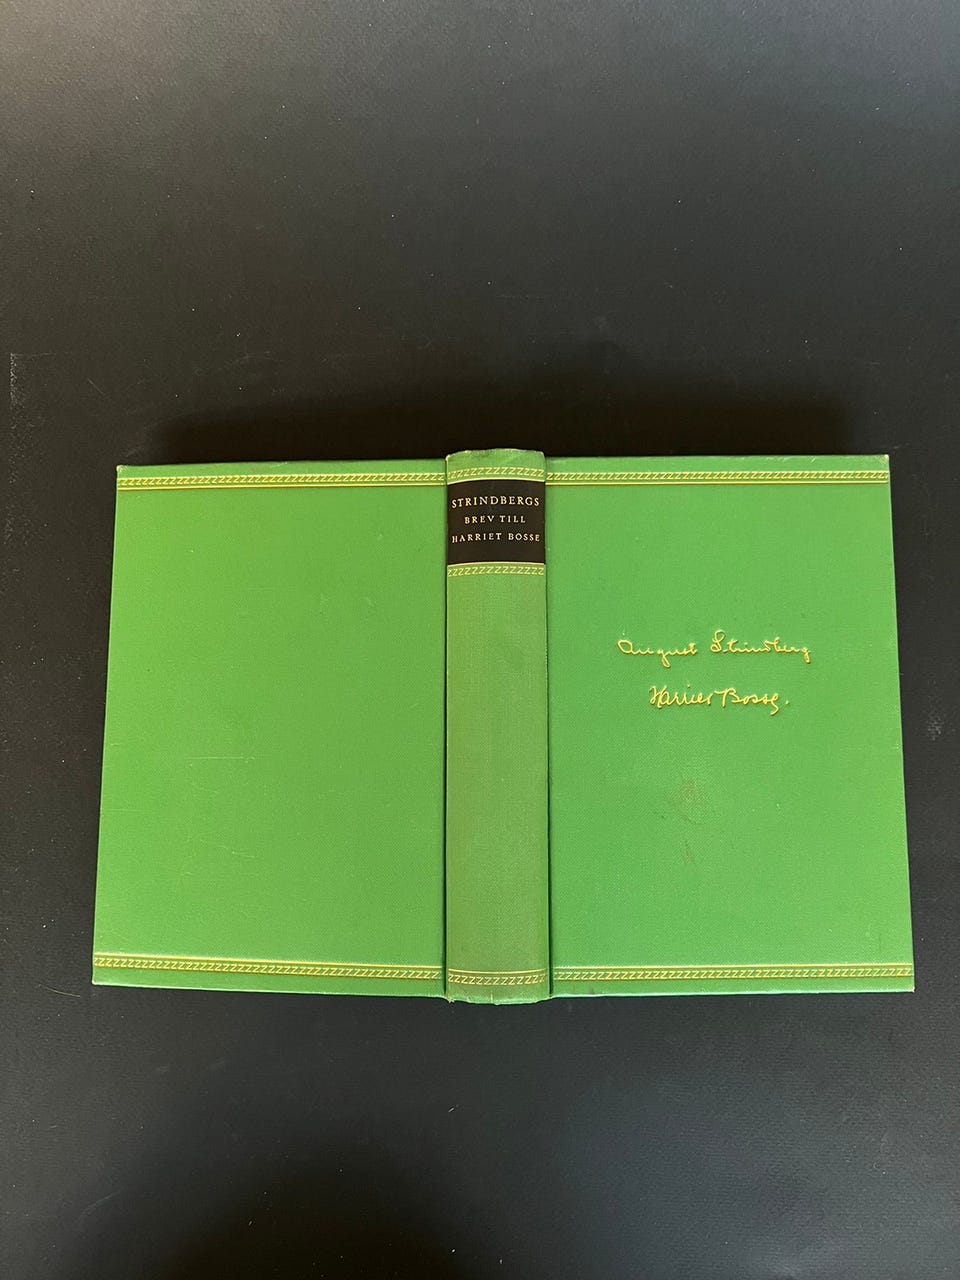 STRINDBERGS
BREV TILL
HARRIET BOSSE
August Strindberg
Harriet Bosse.